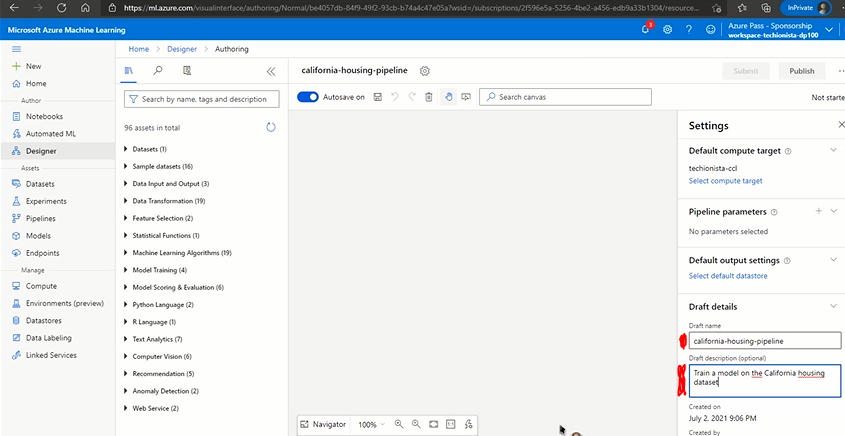 https://ml.azure.com/visualinterface/authoring/Normal/be4057db-84f9-49f2-93cb-b74a4c47e05a?wsid=/subscriptions/2f596e5a-5256-4be2-a456-edb9a33b1304/resource...
InPrivate
Microsoft Azure Machine Learning
Azure Pass - Sponsorship
workspace-techionista-dp100
New
Home
Author
Notebooks
Automated ML
Designer
Assets
Datasets
Experiments
Pipelines
Models
Endpoints
Manage
Compute
Environments (preview)
Datastores
Data Labeling
Linked Services
Home > Designer > Authoring
Search by name, tags and description
96 assets in total
Datasets (1)
Sample datasets (16)
Data Input and Output (3)
Data Transformation (19)
Feature Selection (2)
Statistical Functions (1)
Machine Learning Algorithms (19)
Model Training (4)
Model Scoring & Evaluation (6)
Python Language (2)
R Language (1)
Text Analytics (7)
Computer Vision (6)
Recommendation (5)
Anomaly Detection (2)
Web Service (2)
california-housing-pipeline
Submit
Publish
Autosave on
Search canvas
Not starte
Navigator
100%
Settings
Default compute target
techionista-ccl
Select compute target
Pipeline parameters
No parameters selected
Default output settings
Select default datastore
Draft details
Draft name
california-housing-pipeline
Draft description (optional)
Train a model on the California housing
dataset
Created on
July 2, 2021 9:06 PM
Created by